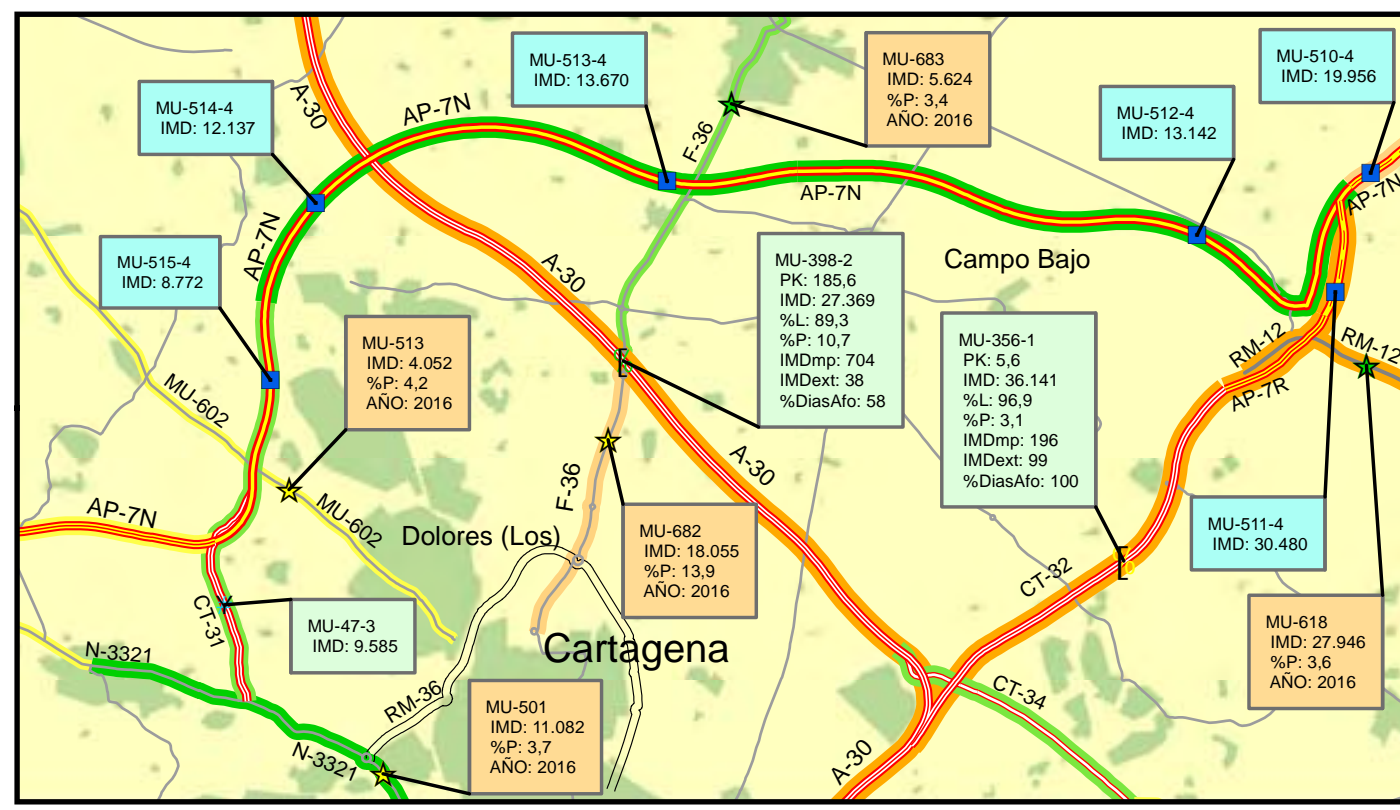 MU-513-4
IMD: 13.670
MU-683
IMD: 5.624
%P: 3,4
AÑO: 2016
MU-510-4
IMD: 19.956
MU-514-4
IMD: 12.137
MU-512-4
IMD: 13.142
A-30
AP-7N
F-36
AP-7N
AP-7N
AP-7N
MU-515-4
IMD: 8.772
A-30
MU-398-2
PK: 185,6
IMD: 27.369
%L: 89,3
%P: 10,7
IMDmp: 704
IMDext: 38
%DiasAfo: 58
Campo Bajo
MU-356-1
PK: 5,6
IMD: 36.141
%L: 96,9
%P: 3,1
IMDmp: 196
IMDext: 99
%DiasAfo: 100
RM-12
RM-12
AP-7R
MU-513
IMD: 4.052
%P: 4,2
AÑO: 2016
MU-602
MU-602
AP-7N
F-36
A-30
Dolores (Los)
MU-682
IMD: 18.055
%P: 13,9
AÑO: 2016
MU-511-4
IMD: 30.480
CT-32
CT-31
MU-47-3
IMD: 9.585
Cartagena
MU-618
IMD: 27.946
%P: 3,6
AÑO: 2016
N-3321
RM-36
MU-501
IMD: 11.082
%P: 3,7
AÑO: 2016
CT-34
N-3321
A-30